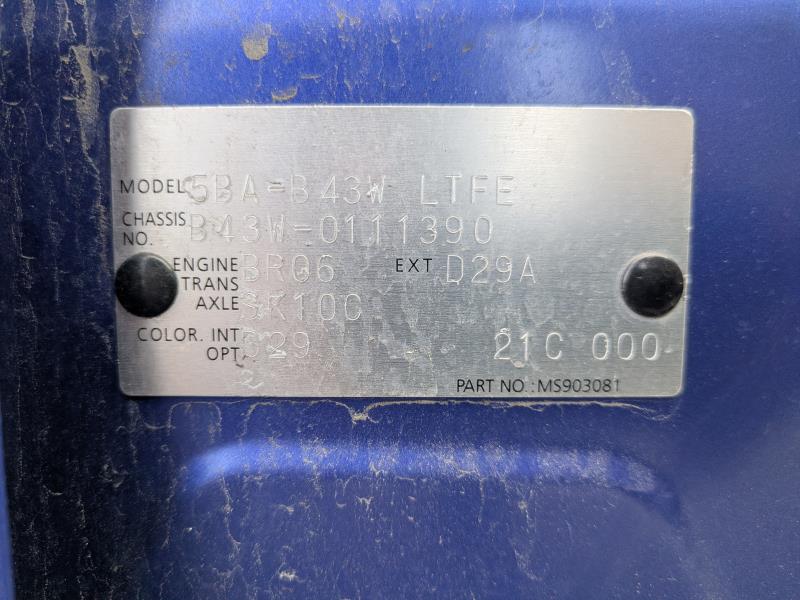 MODEL 5BA-B43W LTFE
CHASSIS NO. B43W-0111390
ENGINE BR06 EXT D29A
TRANS AXLE
COLOR. INT 21C 000
OPT
PART NO.:MS903081